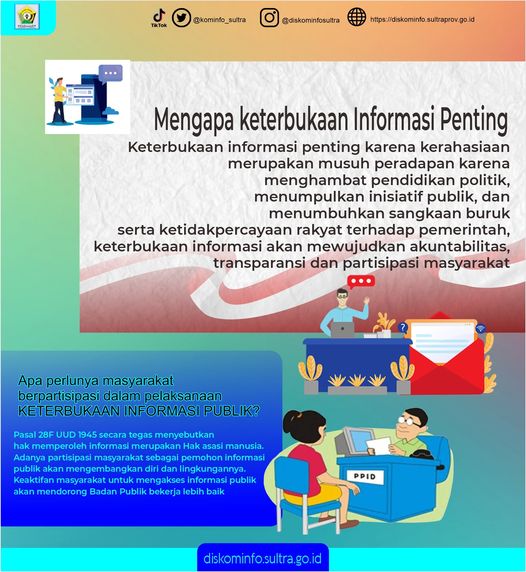 TikTok
@kominfo_sultra
@diskominfosultra
https://diskominfo.sultraprov.go.id
Mengapa keterbukaan Informasi Penting
Keterbukaan informasi penting karena kerahasiaan
merupakan musuh peradapan karena
menghambat pendidikan politik,
menumpulkan inisiatif publik, dan
menumbuhkan sangkaan buruk
serta ketidakpercayaan rakyat terhadap pemerintah,
keterbukaan informasi akan mewujudkan akuntabilitas,
transparansi dan partisipasi masyarakat
Apa perlunya masyarakat
berpartisipasi dalam pelaksanaan
KETERBUKAAN INFORMASI PUBLIK?
Pasal 28F UUD 1945 secara tegas menyebutkan
hak memperoleh informasi merupakan Hak asasi manusia.
Adanya partisipasi masyarakat sebagai pemohon informasi
publik akan mengembangkan diri dan lingkungannya.
Keaktifan masyarakat untuk mengakses informasi publik
akan mendorong Badan Publik bekerja lebih baik
PPID
diskominfo.sultra.go.id